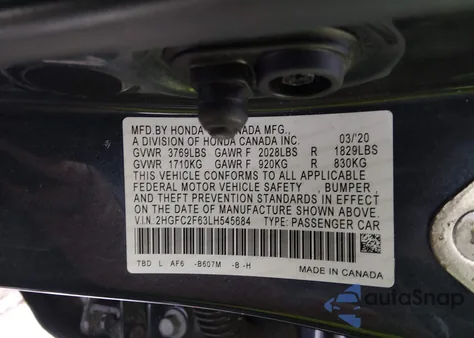 MFD.BY HONDA CANADA MFG.,
A DIVISION OF HONDA CANADA INC. 03/'20
GVWR 3769LBS GAWR F 2028LBS R 1829LBS
GVWR 1710KG GAWR F 920KG R 830KG
THIS VEHICLE CONFORMS TO ALL APPLICABLE
FEDERAL MOTOR VEHICLE SAFETY , BUMPER ,
AND THEFT PREVENTION STANDARDS IN
EFFECT ON THE DATE OF MANUFACTURE
V.I.N: 2HGFC2F63LH545684 TYPE: PASSENGER CAR
TBD L AF6 -B607M -B -H
MADE IN CANADA
autoSnap